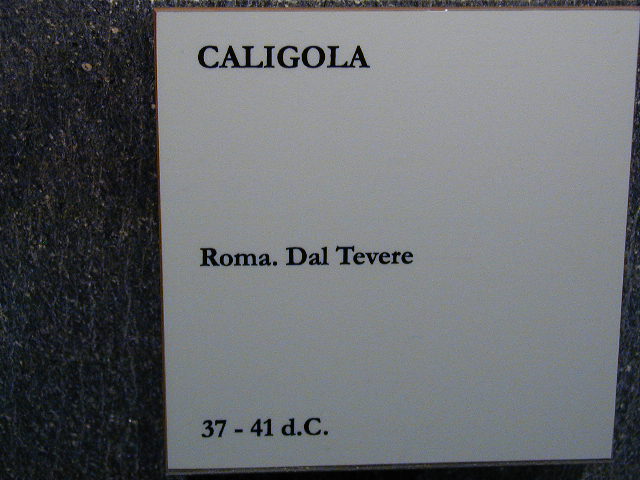 CALIGOLA
Roma. Dal Tevere
37 - 41 d.C.